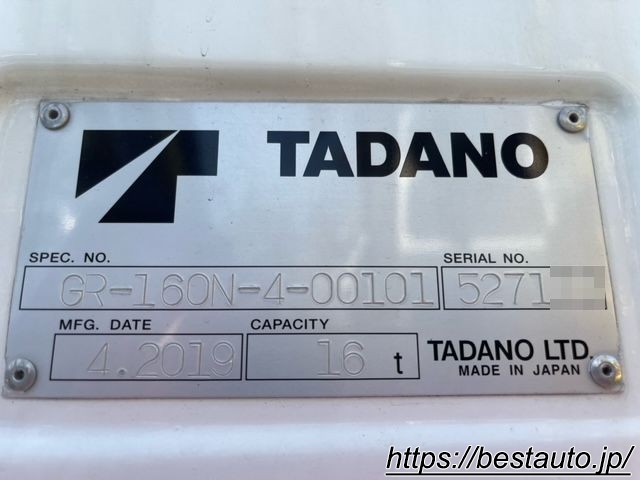 TADANO
SPEC. NO. SERIAL NO.
GR-160N-4-00101 5271
MFG. DATE CAPACITY
4.2019 16 t TADANO LTD.
MADE IN JAPAN
https://bestauto.jp/